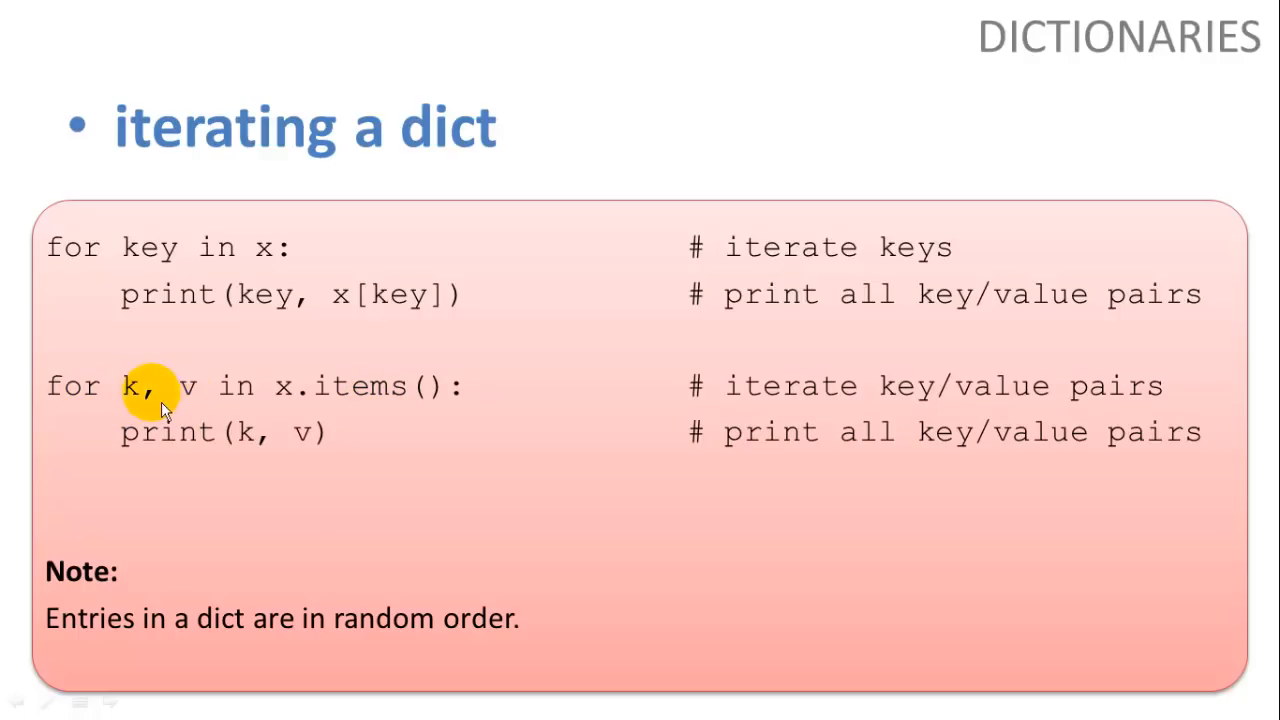 DICTIONARIES
• iterating a dict
for key in x: # iterate keys
    print(key, x[key]) # print all key/value pairs
for k, v in x.items(): # iterate key/value pairs
    print(k, v) # print all key/value pairs
Note:
Entries in a dict are in random order.